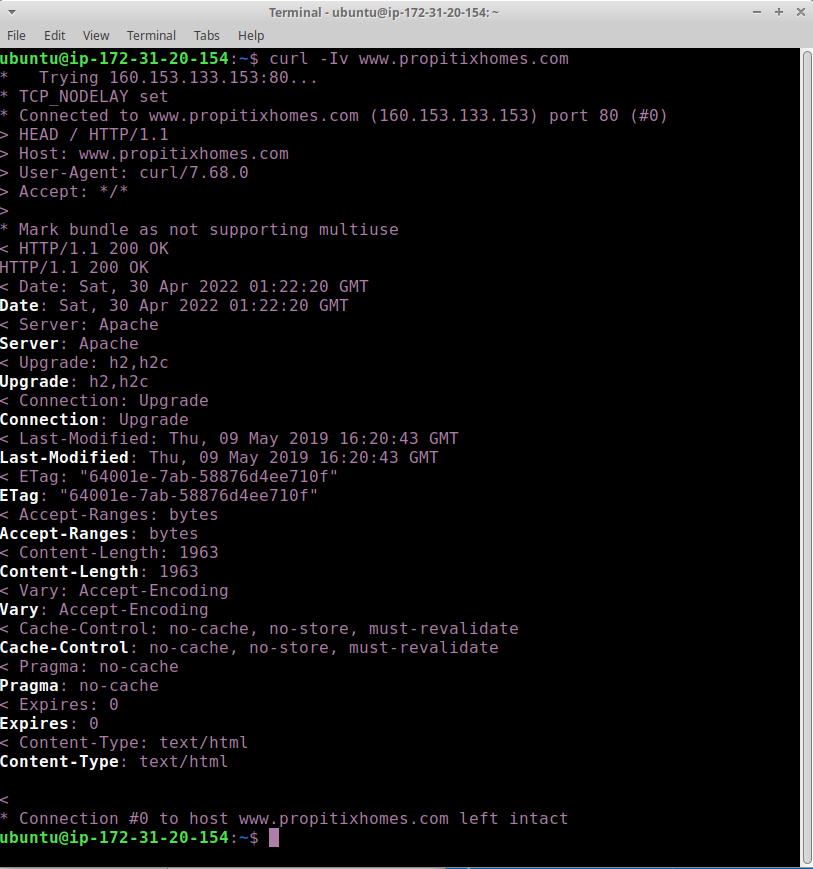 Terminal - ubuntu@ip-172-31-20-154: ~
File Edit View Terminal Tabs Help
ubuntu@ip-172-31-20-154:~$ curl -Iv www.propitixhomes.com
*   Trying 160.153.133.153:80...
* TCP_NODELAY set
* Connected to www.propitixhomes.com (160.153.133.153) port 80 (#0)
> HEAD / HTTP/1.1
> Host: www.propitixhomes.com
> User-Agent: curl/7.68.0
> Accept: */*
>
* Mark bundle as not supporting multiuse
< HTTP/1.1 200 OK
HTTP/1.1 200 OK
< Date: Sat, 30 Apr 2022 01:22:20 GMT
Date: Sat, 30 Apr 2022 01:22:20 GMT
< Server: Apache
Server: Apache
< Upgrade: h2,h2c
Upgrade: h2,h2c
< Connection: Upgrade
Connection: Upgrade
< Last-Modified: Thu, 09 May 2019 16:20:43 GMT
Last-Modified: Thu, 09 May 2019 16:20:43 GMT
< ETag: "64001e-7ab-58876d4ee710f"
ETag: "64001e-7ab-58876d4ee710f"
< Accept-Ranges: bytes
Accept-Ranges: bytes
< Content-Length: 1963
Content-Length: 1963
< Vary: Accept-Encoding
Vary: Accept-Encoding
< Cache-Control: no-cache, no-store, must-revalidate
Cache-Control: no-cache, no-store, must-revalidate
< Pragma: no-cache
Pragma: no-cache
< Expires: 0
Expires: 0
< Content-Type: text/html
Content-Type: text/html

<
* Connection #0 to host www.propitixhomes.com left intact
ubuntu@ip-172-31-20-154:~$